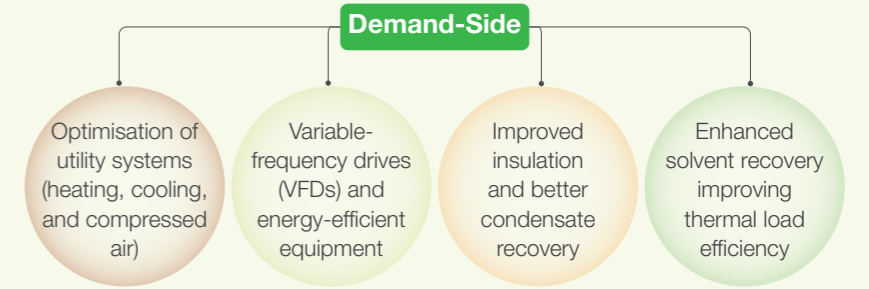 Demand-Side
Optimisation of
utility systems
(heating, cooling,
and compressed
air)
Variable-
frequency drives
(VFDs) and
energy-efficient
equipment
Improved
insulation
and better
condensate
recovery
Enhanced
solvent recovery
improving
thermal load
efficiency